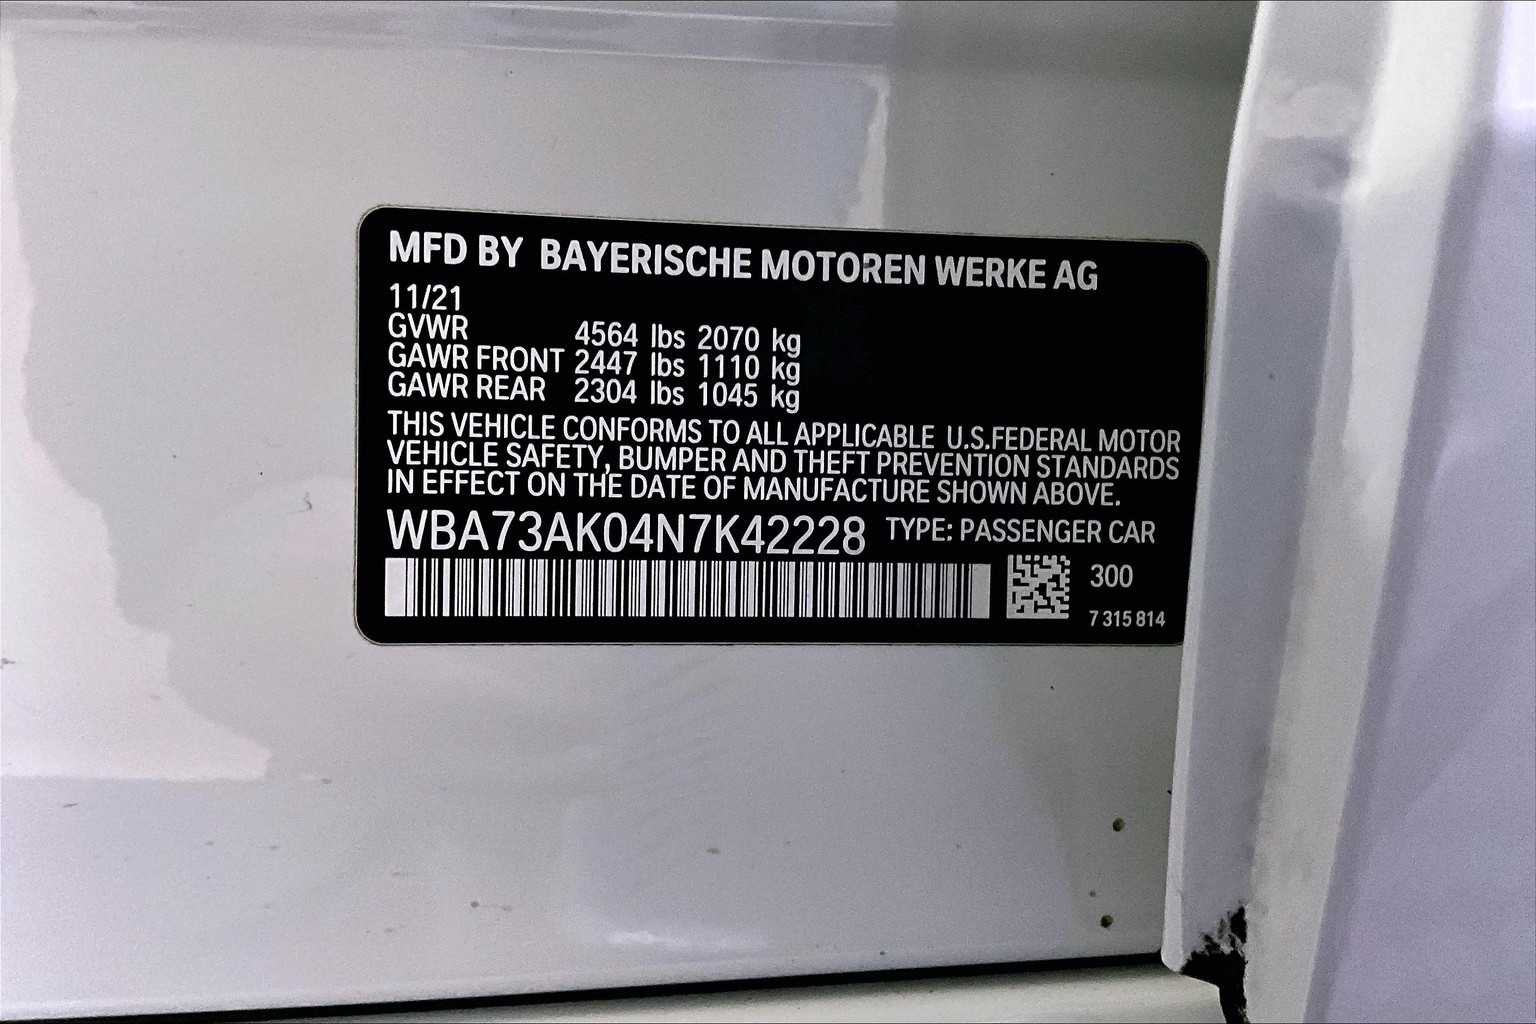 MFD BY BAYERISCHE MOTOREN WERKE AG
11/21
GVWR 4564 lbs 2070 kg
GAWR FRONT 2447 lbs 1110 kg
GAWR REAR 2304 lbs 1045 kg
THIS VEHICLE CONFORMS TO ALL APPLICABLE U.S.FEDERAL MOTOR
VEHICLE SAFETY, BUMPER AND THEFT PREVENTION STANDARDS
IN EFFECT ON THE DATE OF MANUFACTURE SHOWN ABOVE.
WBA73AK04N7K42228 TYPE: PASSENGER CAR
300
7 315 814